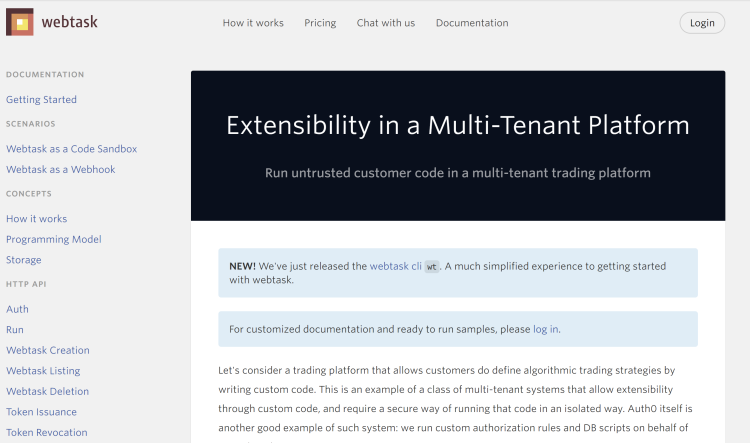 webtask
How it works
Pricing
Chat with us
Documentation
Login
DOCUMENTATION
Getting Started
SCENARIOS
Webtask as a Code Sandbox
Webtask as a Webhook
CONCEPTS
How it works
Programming Model
Storage
HTTP API
Auth
Run
Webtask Creation
Webtask Listing
Webtask Deletion
Token Issuance
Token Revocation
Extensibility in a Multi-Tenant Platform
Run untrusted customer code in a multi-tenant trading platform
NEW! We've just released the webtask cli wt. A much simplified experience to getting started
with webtask.
For customized documentation and ready to run samples, please log in.
Let's consider a trading platform that allows customers do define algorithmic trading strategies by
writing custom code. This is an example of a class of multi-tenant systems that allow extensibility
through custom code, and require a secure way of running that code in an isolated way. Auth0 itself is
another good example of such system: we run custom authorization rules and DB scripts on behalf of